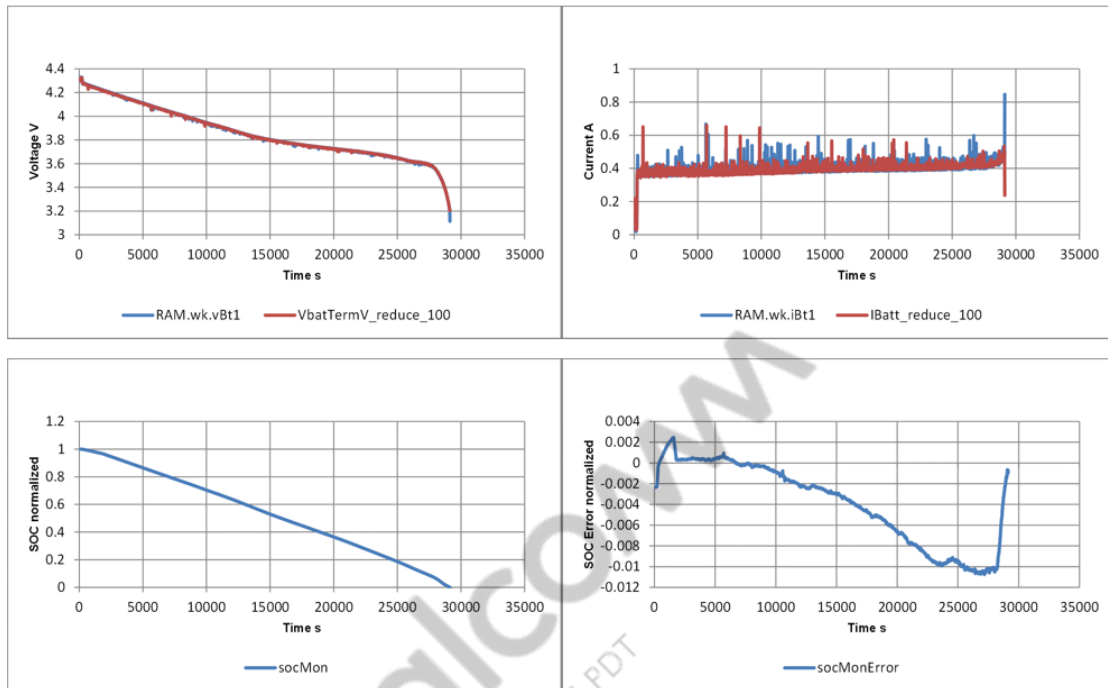 4.4
4.2
4
3.8
3.6
3.4
3.2
3
Voltage V
0 5000 10000 15000 20000 25000 30000 35000
Time s
RAM.wk.vBt1 VbatTermV_reduce_100
1
0.8
0.6
0.4
0.2
0
Current A
0 5000 10000 15000 20000 25000 30000 35000
Time s
RAM.wk.iBt1 IBatt_reduce_100
1.2
1
0.8
0.6
0.4
0.2
0
SOC normalized
0 5000 10000 15000 20000 25000 30000 35000
Time s
socMon
0.004
0.002
0
-0.002
-0.004
-0.006
-0.008
-0.01
-0.012
SOC Error normalized
0 5000 10000 15000 20000 25000 30000 35000
Time s
socMonError
PDT